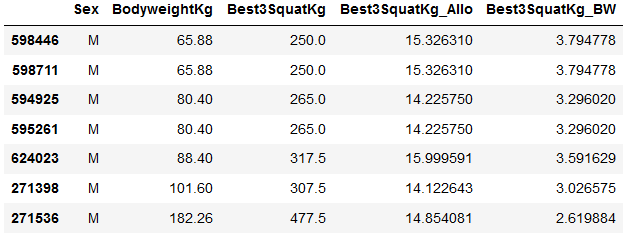 Sex BodyweightKg Best3SquatKg Best3SquatKg_Allo Best3SquatKg_BW
598446 M 65.88 250.0 15.326310 3.794778
598711 M 65.88 250.0 15.326310 3.794778
594925 M 80.40 265.0 14.225750 3.296020
595261 M 80.40 265.0 14.225750 3.296020
624023 M 88.40 317.5 15.999591 3.591629
271398 M 101.60 307.5 14.122643 3.026575
271536 M 182.26 477.5 14.854081 2.619884